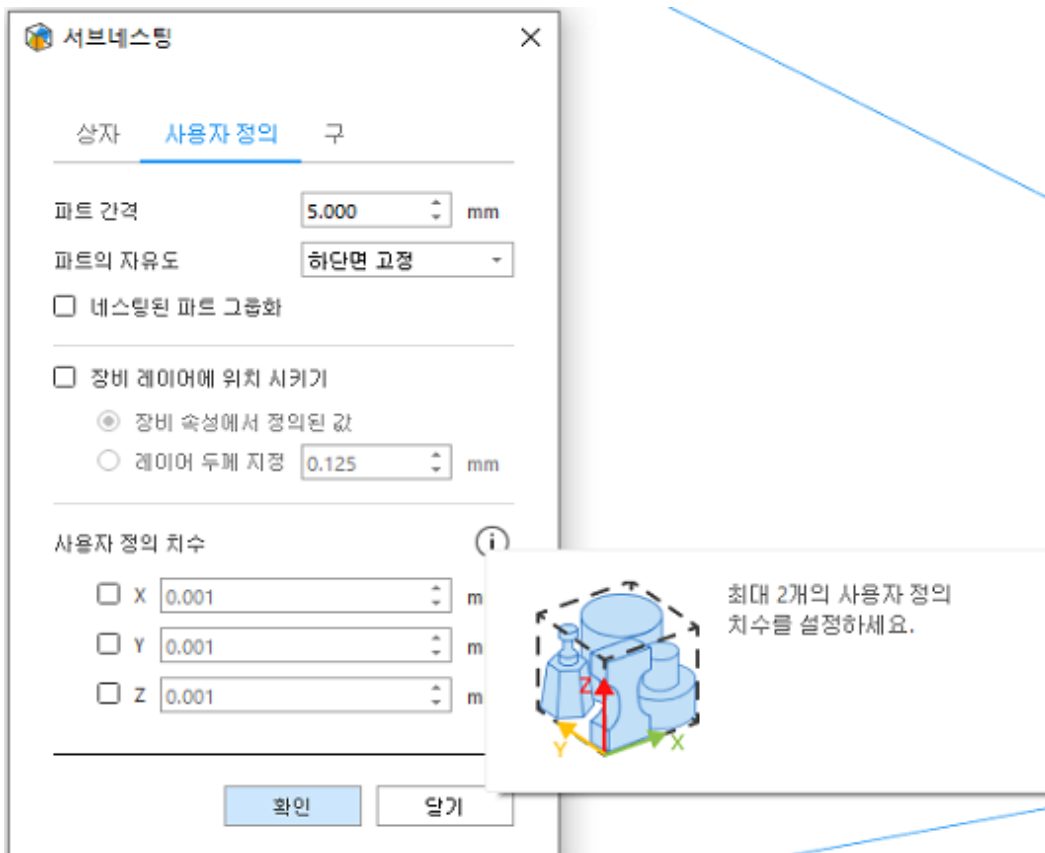 서브네스팅
상자 사용자 정의 구
파트 간격 5.000 mm
파트의 자유도 하단면 고정
네스팅된 파트 그룹화
장비 레이어에 위치 시키기
장비 속성에서 정의된 값
레이어 두께 지정 0.125 mm
사용자 정의 치수
X 0.001 m
Y 0.001 m
Z 0.001 m
최대 2개의 사용자 정의
치수를 설정하세요.
Z
Y X
확인 닫기